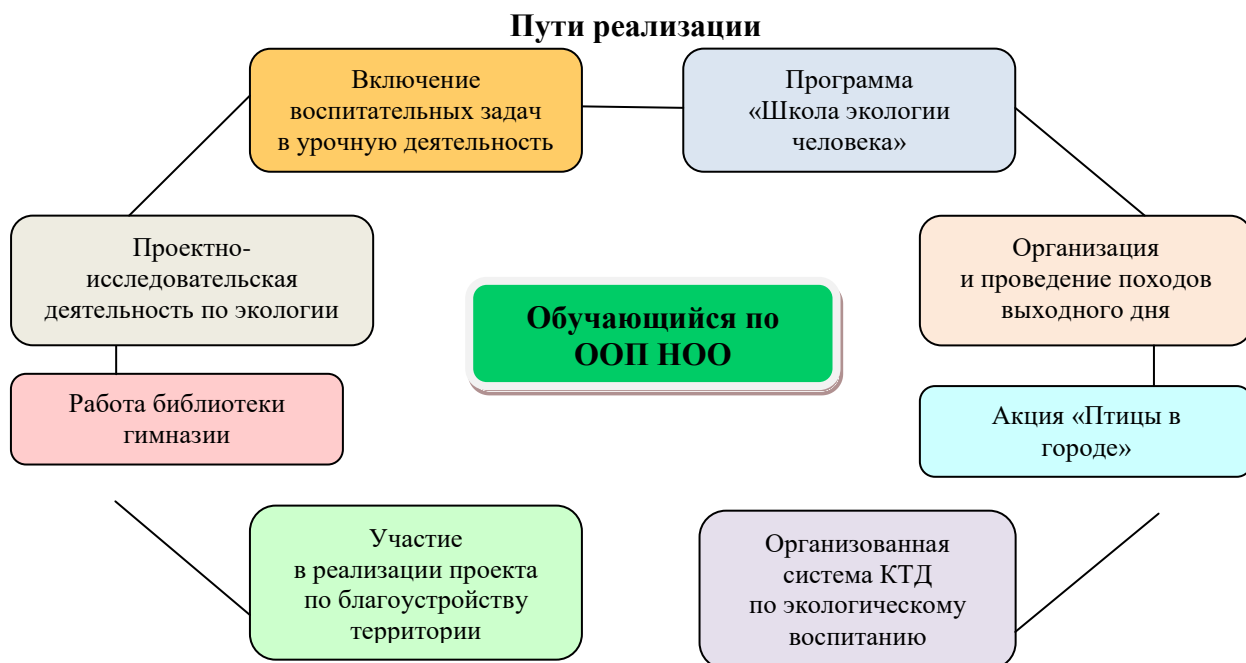 Пути реализации
Включение
воспитательных задач
в урочную деятельность
Программа
«Школа экологии
человека»
Проектно-
исследовательская
деятельность по экологии
Организация
и проведение походов
выходного дня
Обучающийся по
ООП НОО
Работа библиотеки
гимназии
Акция «Птицы в
городе»
Участие
в реализации проекта
по благоустройству
территории
Организованная
система КТД
по экологическому
воспитанию